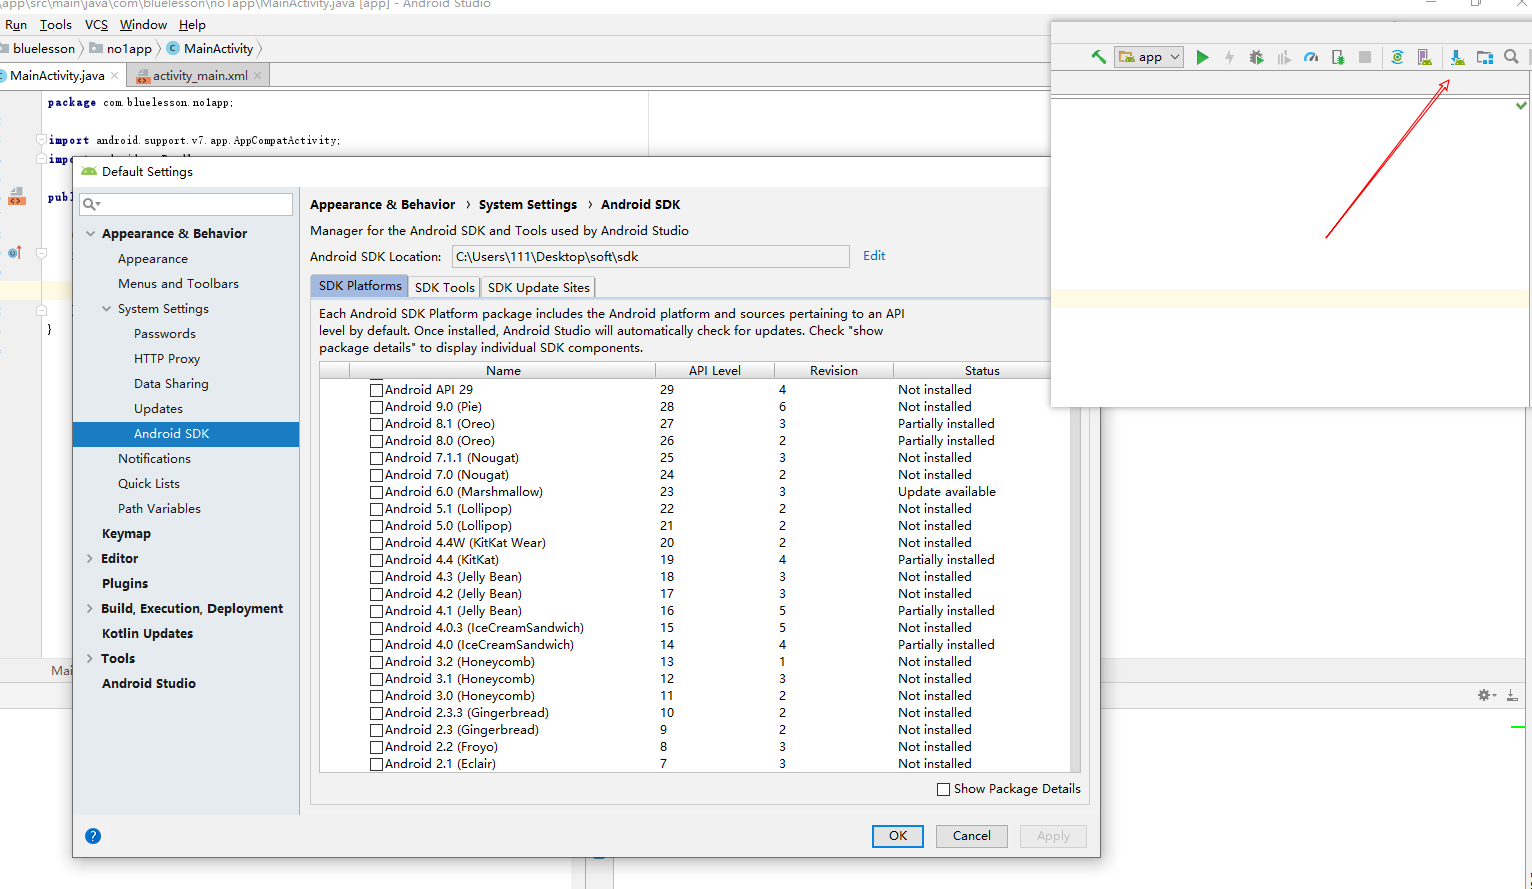 \app\src\main\java\com\bluelesson\no1app\MainActivity.java [app] - Android Studio
Run Tools VCS Window Help
bluelesson no1app MainActivity
MainActivity.java activity_main.xml
app
package com.bluelesson.no1app;
import android.support.v7.app.AppCompatActivity;
Default Settings
Appearance & Behavior
Appearance
Menus and Toolbars
System Settings
Passwords
HTTP Proxy
Data Sharing
Updates
Android SDK
Notifications
Quick Lists
Path Variables
Keymap
Editor
Plugins
Build, Execution, Deployment
Kotlin Updates
Tools
Android Studio
Appearance & Behavior › System Settings › Android SDK
Manager for the Android SDK and Tools used by Android Studio
Android SDK Location: C:\Users\111\Desktop\soft\sdk Edit
SDK Platforms SDK Tools SDK Update Sites
Each Android SDK Platform package includes the Android platform and sources pertaining to an API
level by default. Once installed, Android Studio will automatically check for updates. Check "show
package details" to display individual SDK components.
Name API Level Revision Status
Android API 29 29 4 Not installed
Android 9.0 (Pie) 28 6 Not installed
Android 8.1 (Oreo) 27 3 Partially installed
Android 8.0 (Oreo) 26 2 Partially installed
Android 7.1.1 (Nougat) 25 3 Not installed
Android 7.0 (Nougat) 24 2 Not installed
Android 6.0 (Marshmallow) 23 3 Update available
Android 5.1 (Lollipop) 22 2 Not installed
Android 5.0 (Lollipop) 21 2 Not installed
Android 4.4W (KitKat Wear) 20 2 Not installed
Android 4.4 (KitKat) 19 4 Partially installed
Android 4.3 (Jelly Bean) 18 3 Not installed
Android 4.2 (Jelly Bean) 17 3 Not installed
Android 4.1 (Jelly Bean) 16 5 Partially installed
Android 4.0.3 (IceCreamSandwich) 15 5 Not installed
Android 4.0 (IceCreamSandwich) 14 4 Partially installed
Android 3.2 (Honeycomb) 13 1 Not installed
Android 3.1 (Honeycomb) 12 3 Not installed
Android 3.0 (Honeycomb) 11 2 Not installed
Android 2.3.3 (Gingerbread) 10 2 Not installed
Android 2.3 (Gingerbread) 9 2 Not installed
Android 2.2 (Froyo) 8 3 Not installed
Android 2.1 (Eclair) 7 3 Not installed
Show Package Details
OK Cancel Apply
}